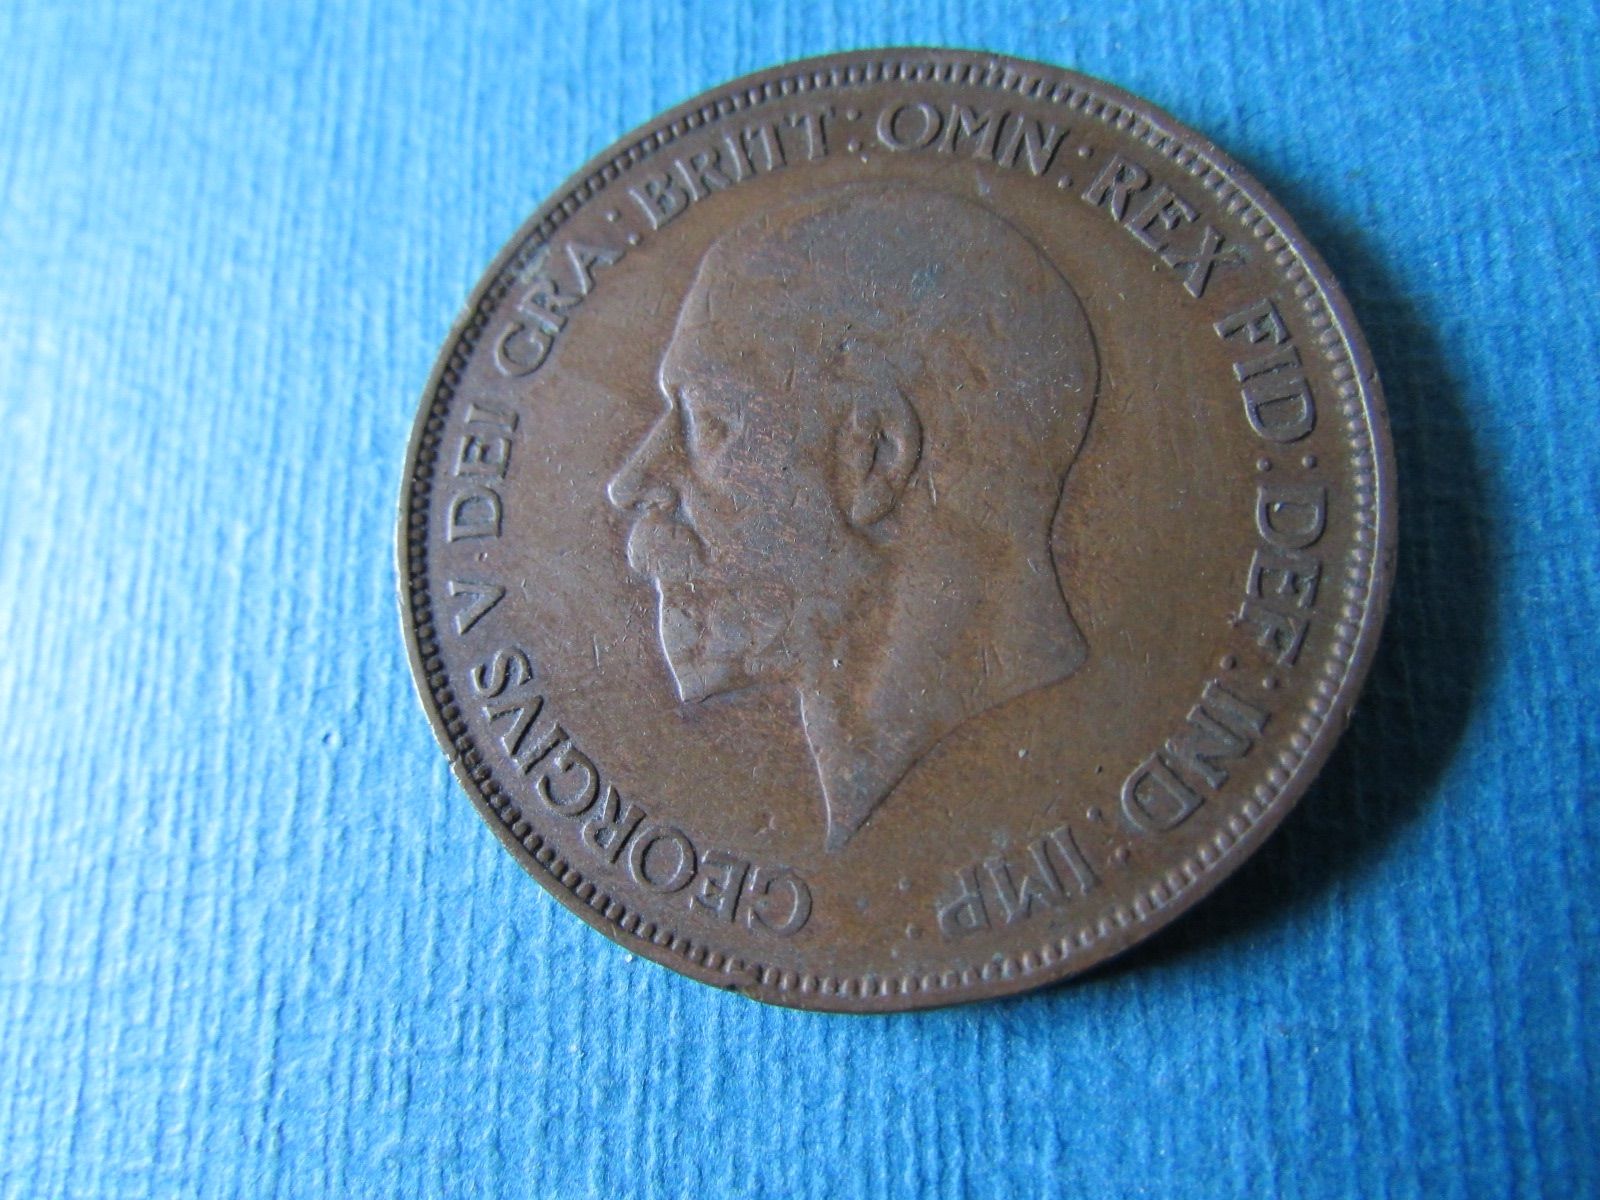 GEORGIVS V · DEI GRA : BRITT : OMN : REX FID : DEF : IND : IMP ·